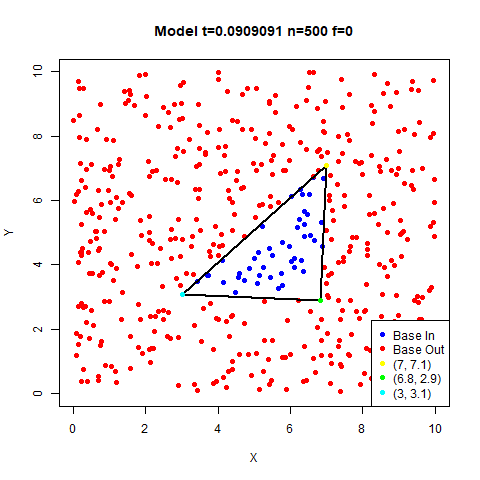 Model t=0.0909091 n=500 f=0
10
8
6
4
2
0
Y
Base In
Base Out
(7, 7.1)
(6.8, 2.9)
(3, 3.1)
0 2 4 6 8 10
X